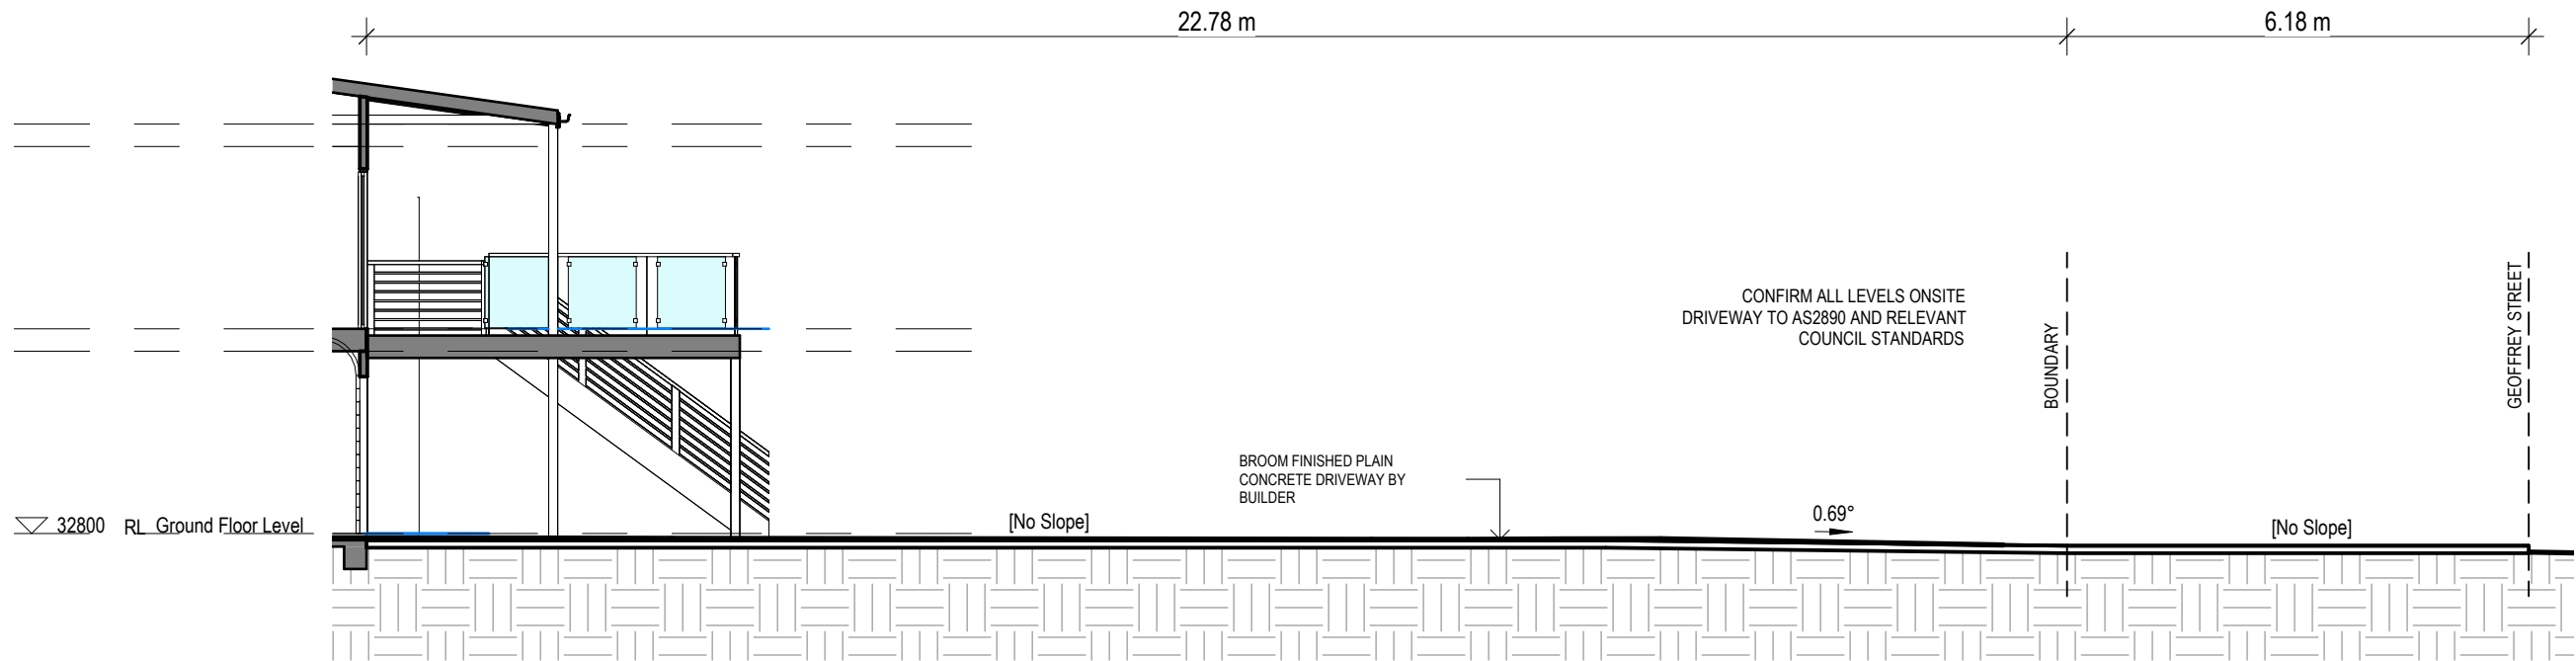 22.78 m
6.18 m
CONFIRM ALL LEVELS ONSITE
DRIVEWAY TO AS2890 AND RELEVANT
COUNCIL STANDARDS
BOUNDARY
GEOFFREY STREET
BROOM FINISHED PLAIN
CONCRETE DRIVEWAY BY
BUILDER
32800 RL Ground Floor Level
[No Slope]
0.69°
[No Slope]